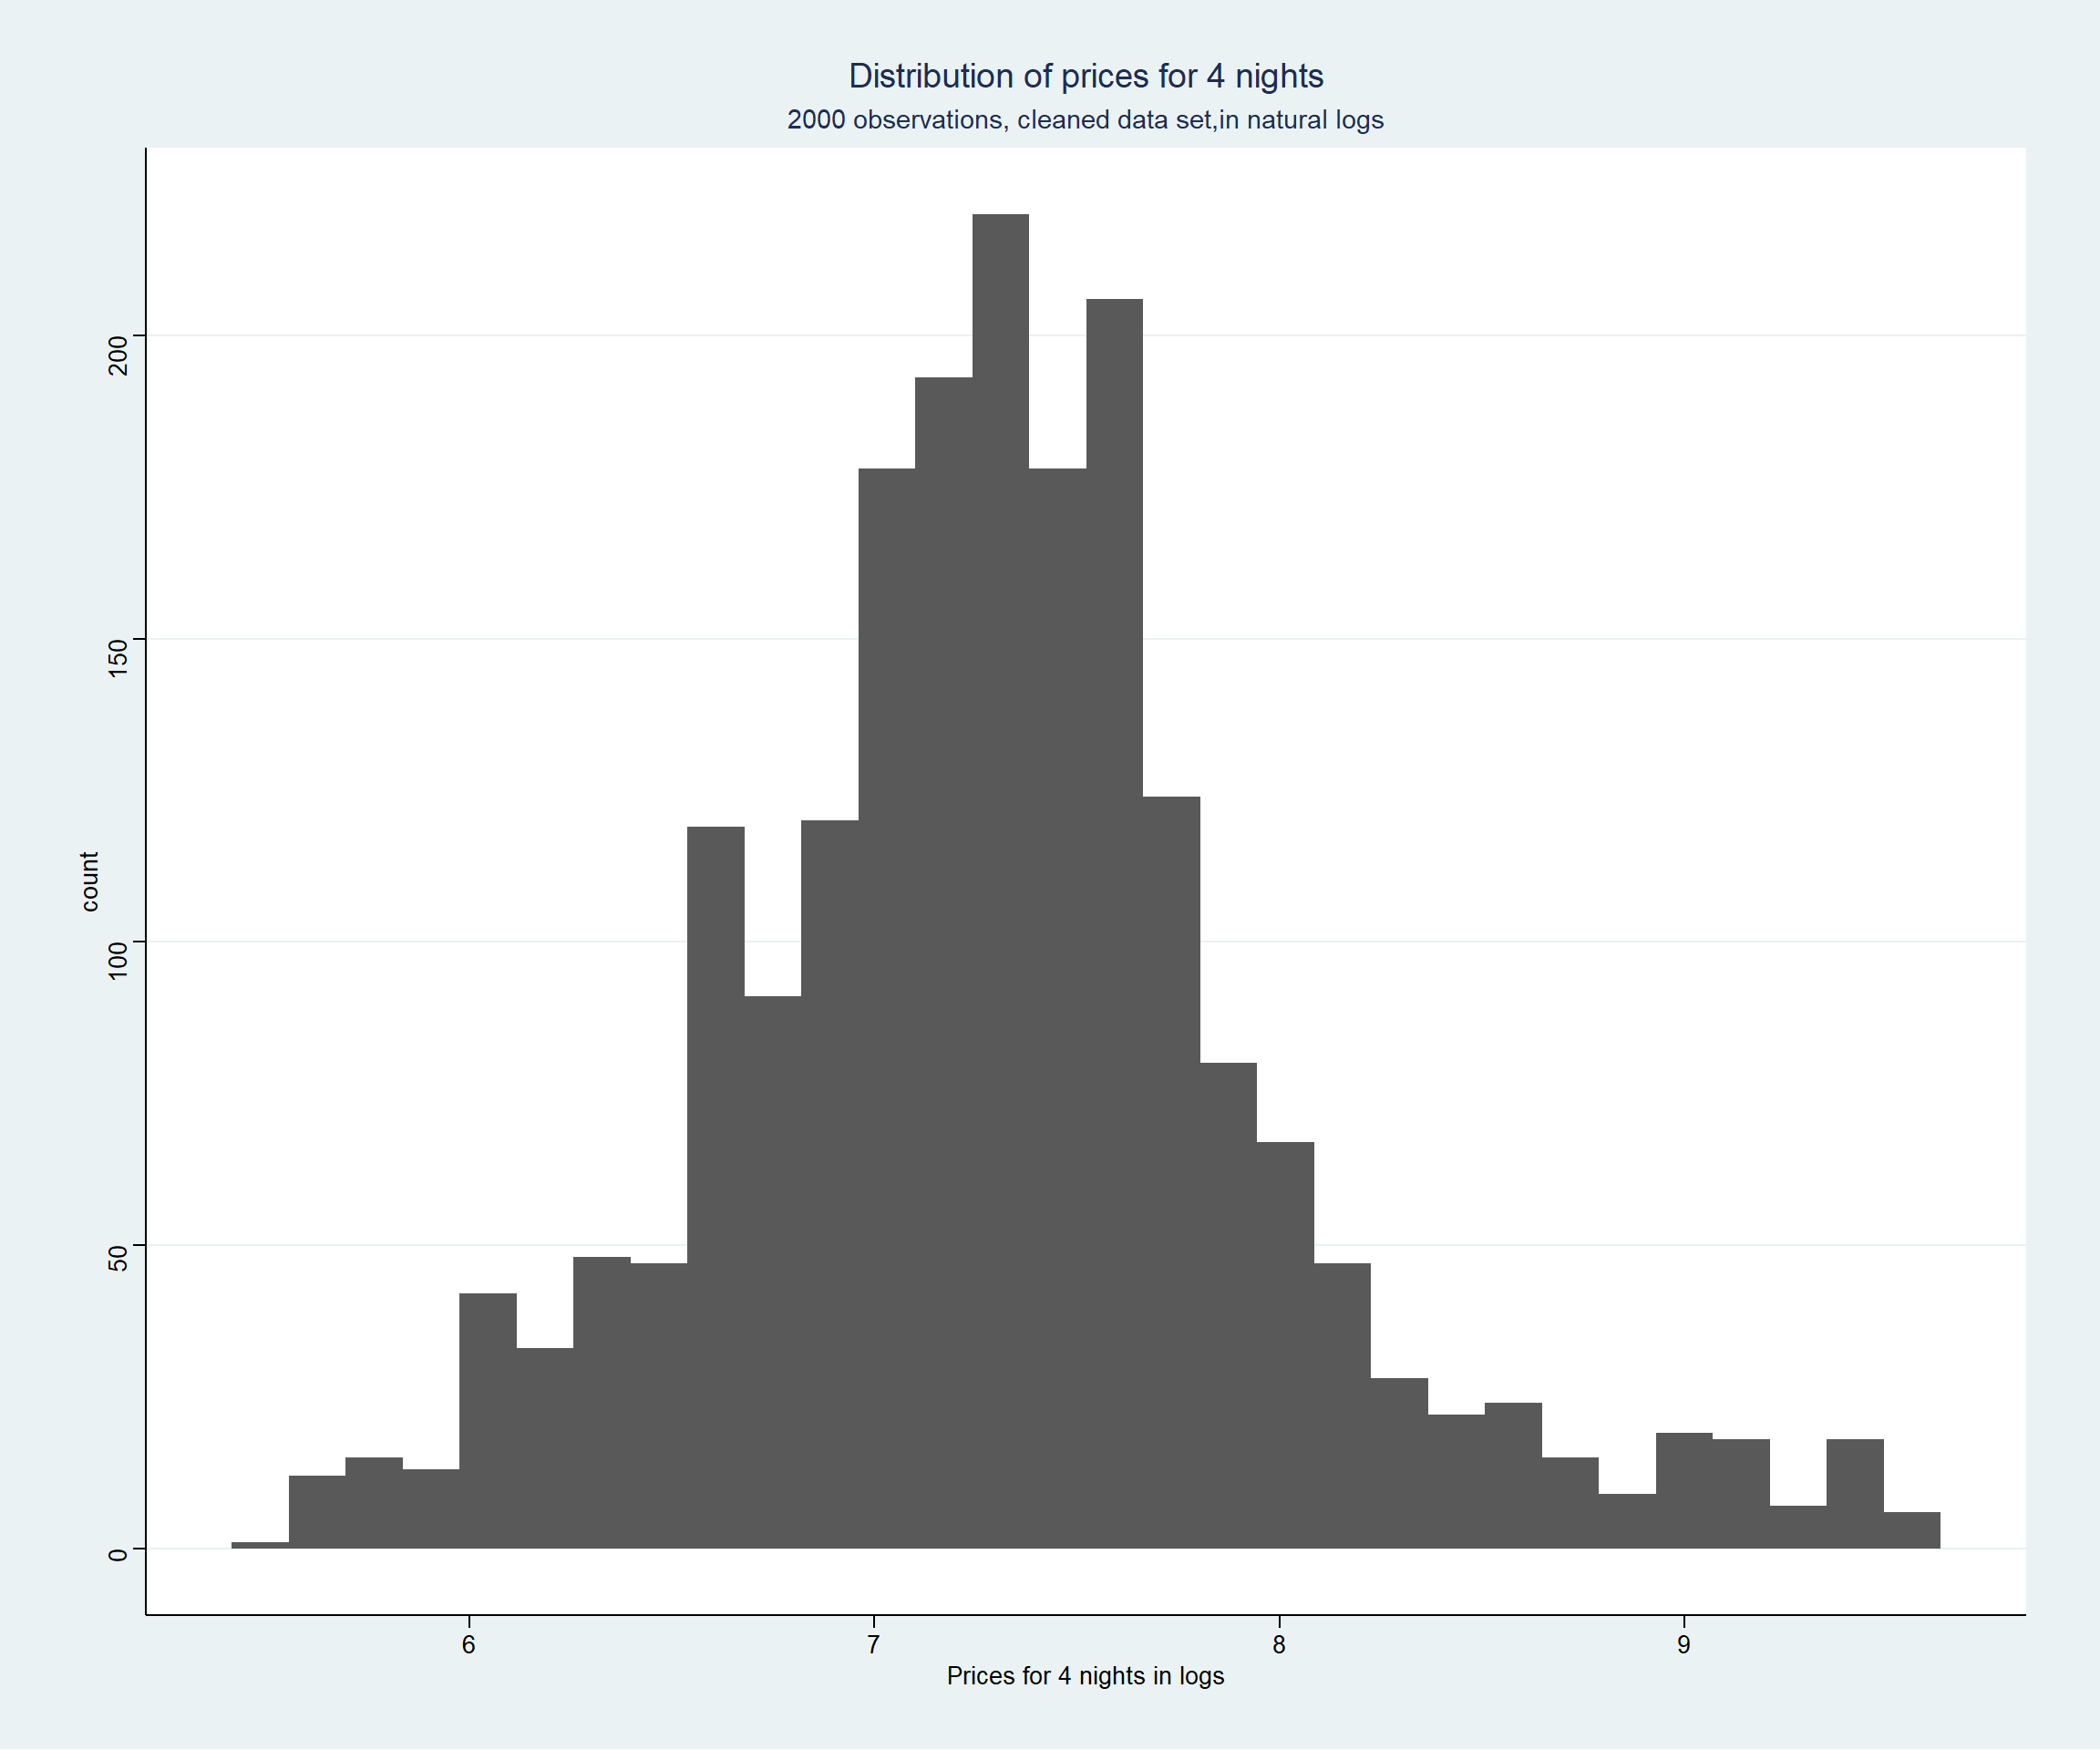 Distribution of prices for 4 nights
2000 observations, cleaned data set,in natural logs
200
150
100
50
0
count
6 7 8 9
Prices for 4 nights in logs